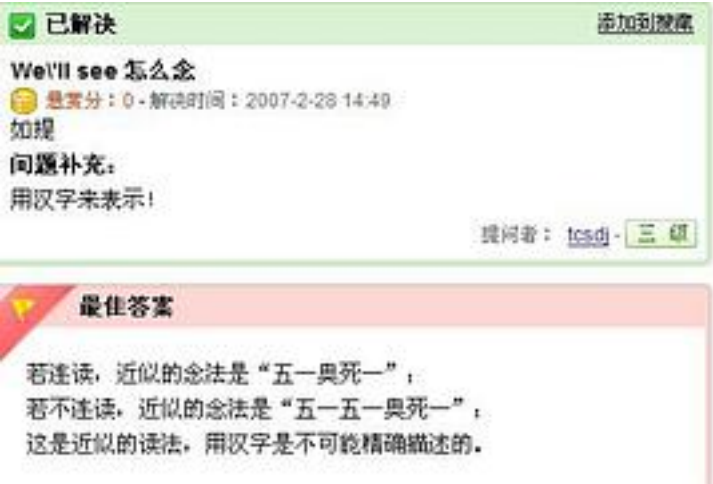 已解决
添加到搜藏
We\'ll see 怎么念
悬赏分：0 - 解决时间：2007-2-28 14:49
如提
问题补充：
用汉字来表示！
提问者： tcsdj - 三 级
最佳答案
若连读，近似的念法是“五一奥死一”；
若不连读，近似的念法是“五一五一奥死一”；
这是近似的读法，用汉字是不可能精确描述的。